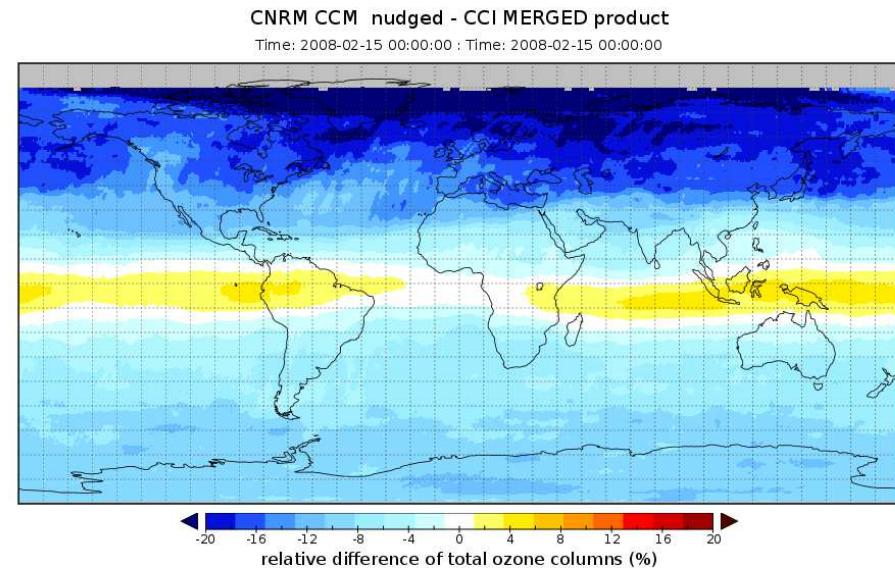 CNRM CCM nudged - CCI MERGED product
Time: 2008-02-15 00:00:00 : Time: 2008-02-15 00:00:00
-20 -16 -12 -8 -4 0 4 8 12 16 20
relative difference of total ozone columns (%)